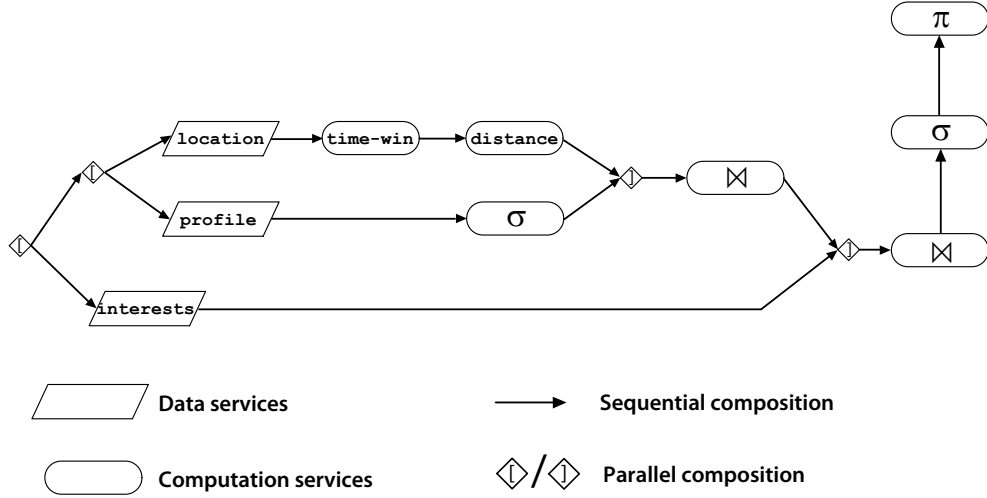 π
location
time-win
distance
σ
[
]
⋈
profile
σ
[
]
⋈
interests
Data services
Sequential composition
Computation services
[ / ]
Parallel composition